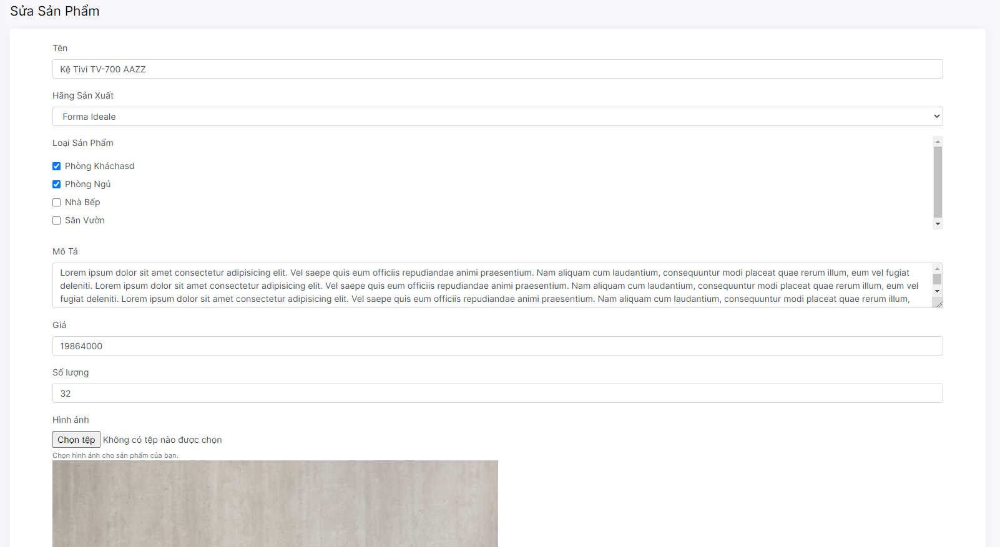 Sửa Sản Phẩm
Tên
Kệ Tivi TV-700 AAZZ
Hãng Sản Xuất
Forma Ideale
Loại Sản Phẩm
Phòng Kháchasd
Phòng Ngủ
Nhà Bếp
Sân Vườn
Mô Tả
Lorem ipsum dolor sit amet consectetur adipisicing elit. Vel saepe quis eum officiis repudiandae animi praesentium. Nam aliquam cum laudantium, consequuntur modi placeat quae rerum illum, eum vel fugiat
deleniti. Lorem ipsum dolor sit amet consectetur adipisicing elit. Vel saepe quis eum officiis repudiandae animi praesentium. Nam aliquam cum laudantium, consequuntur modi placeat quae rerum illum, eum vel
fugiat deleniti. Lorem ipsum dolor sit amet consectetur adipisicing elit. Vel saepe quis eum officiis repudiandae animi praesentium. Nam aliquam cum laudantium, consequuntur modi placeat quae rerum illum,
Giá
19864000
Số lượng
32
Hình ảnh
Chọn tệp Không có tệp nào được chọn
Chọn hình ảnh cho sản phẩm của bạn.